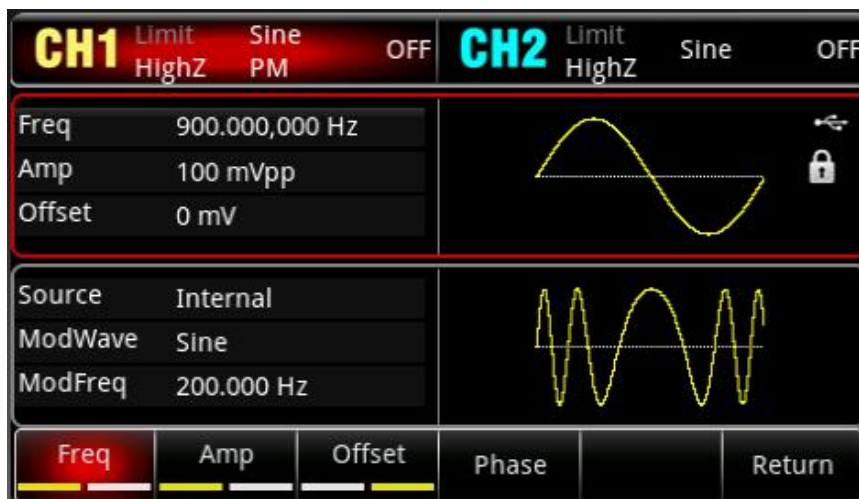 CH1 Limit Sine OFF CH2 Limit Sine OFF
HighZ PM HighZ
Freq 900.000,000 Hz
Amp 100 mVpp
Offset 0 mV
Source Internal
ModWave Sine
ModFreq 200.000 Hz
Freq Amp Offset Phase Return